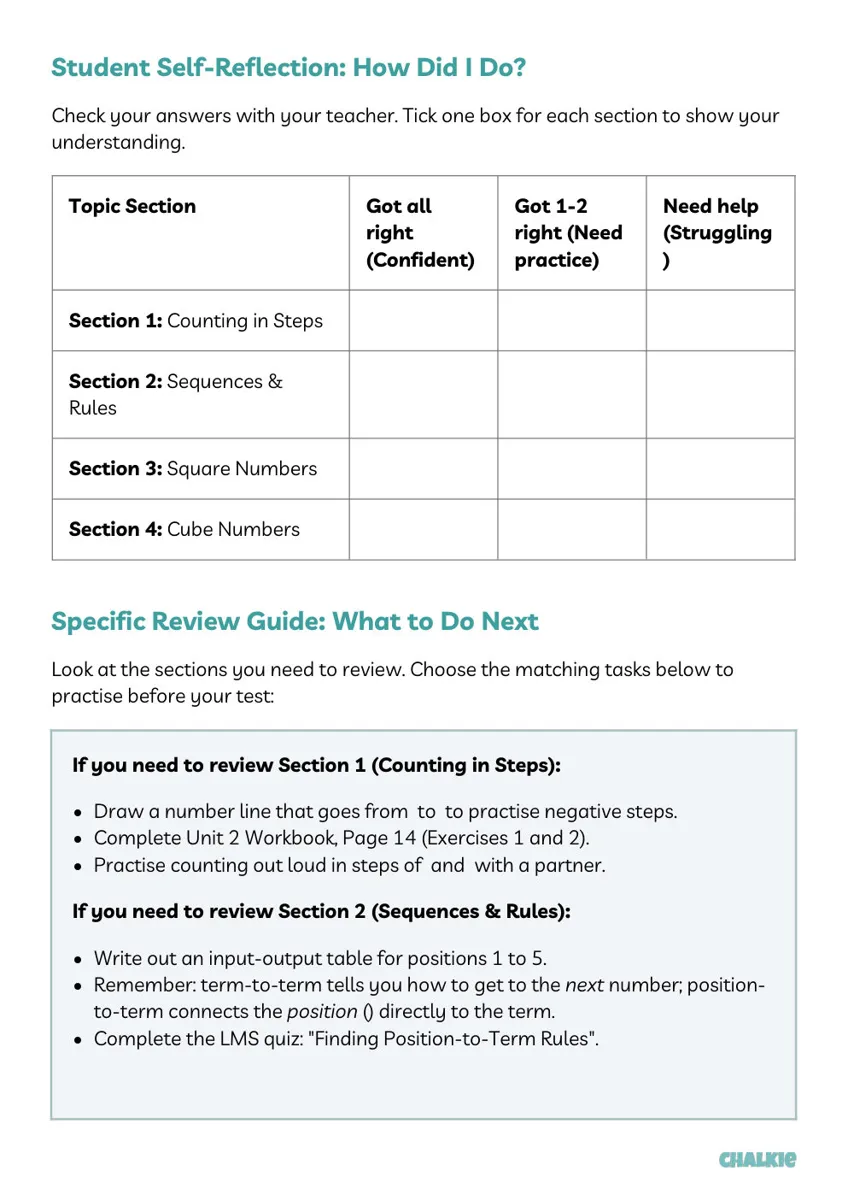 Student Self-Reflection: How Did I Do?
Check your answers with your teacher. Tick one box for each section to show your
understanding.
Topic Section
Got all
right
(Confident)
Got 1-2
right (Need
practice)
Need help
(Struggling
)
Section 1: Counting in Steps
Section 2: Sequences &
Rules
Section 3: Square Numbers
Section 4: Cube Numbers
Specific Review Guide: What to Do Next
Look at the sections you need to review. Choose the matching tasks below to
practise before your test:
If you need to review Section 1 (Counting in Steps):
• Draw a number line that goes from  to  to practise negative steps.
• Complete Unit 2 Workbook, Page 14 (Exercises 1 and 2).
• Practise counting out loud in steps of  and  with a partner.
If you need to review Section 2 (Sequences & Rules):
• Write out an input-output table for positions 1 to 5.
• Remember: term-to-term tells you how to get to the next number; position-
to-term connects the position () directly to the term.
• Complete the LMS quiz: "Finding Position-to-Term Rules".
CHALKIE